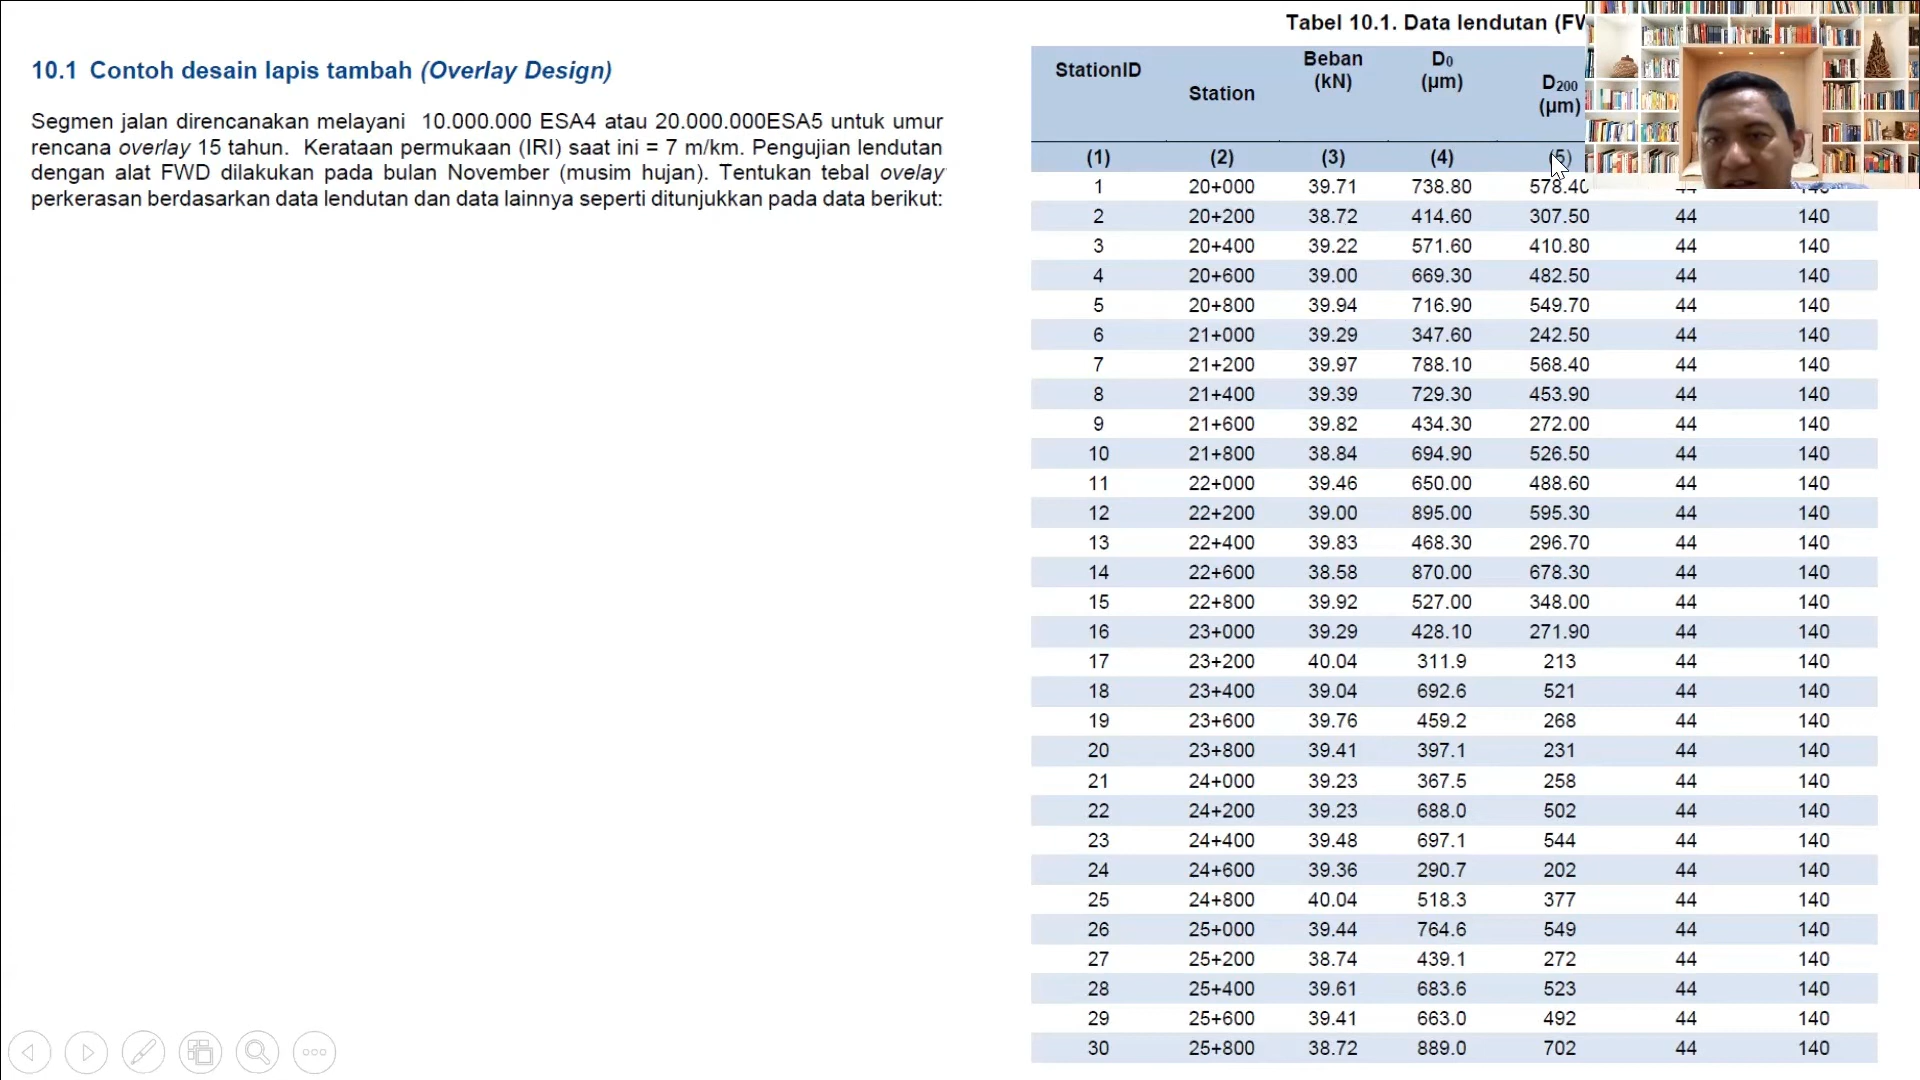 10.1 Contoh desain lapis tambah (Overlay Design)
Segmen jalan direncanakan melayani 10.000.000 ESA4 atau 20.000.000ESA5 untuk umur
rencana overlay 15 tahun. Kerataan permukaan (IRI) saat ini = 7 m/km. Pengujian lendutan
dengan alat FWD dilakukan pada bulan November (musim hujan). Tentukan tebal ovelay
perkerasan berdasarkan data lendutan dan data lainnya seperti ditunjukkan pada data berikut:
Tabel 10.1. Data lendutan (FW
StationID Station Beban (kN) D0 (µm) D200 (µm)
(1) (2) (3) (4) (5)
1 20+000 39.71 738.80 578.40 44 140
2 20+200 38.72 414.60 307.50 44 140
3 20+400 39.22 571.60 410.80 44 140
4 20+600 39.00 669.30 482.50 44 140
5 20+800 39.94 716.90 549.70 44 140
6 21+000 39.29 347.60 242.50 44 140
7 21+200 39.97 788.10 568.40 44 140
8 21+400 39.39 729.30 453.90 44 140
9 21+600 39.82 434.30 272.00 44 140
10 21+800 38.84 694.90 526.50 44 140
11 22+000 39.46 650.00 488.60 44 140
12 22+200 39.00 895.00 595.30 44 140
13 22+400 39.83 468.30 296.70 44 140
14 22+600 38.58 870.00 678.30 44 140
15 22+800 39.92 527.00 348.00 44 140
16 23+000 39.29 428.10 271.90 44 140
17 23+200 40.04 311.9 213 44 140
18 23+400 39.04 692.6 521 44 140
19 23+600 39.76 459.2 268 44 140
20 23+800 39.41 397.1 231 44 140
21 24+000 39.23 367.5 258 44 140
22 24+200 39.23 688.0 502 44 140
23 24+400 39.48 697.1 544 44 140
24 24+600 39.36 290.7 202 44 140
25 24+800 40.04 518.3 377 44 140
26 25+000 39.44 764.6 549 44 140
27 25+200 38.74 439.1 272 44 140
28 25+400 39.61 683.6 523 44 140
29 25+600 39.41 663.0 492 44 140
30 25+800 38.72 889.0 702 44 140